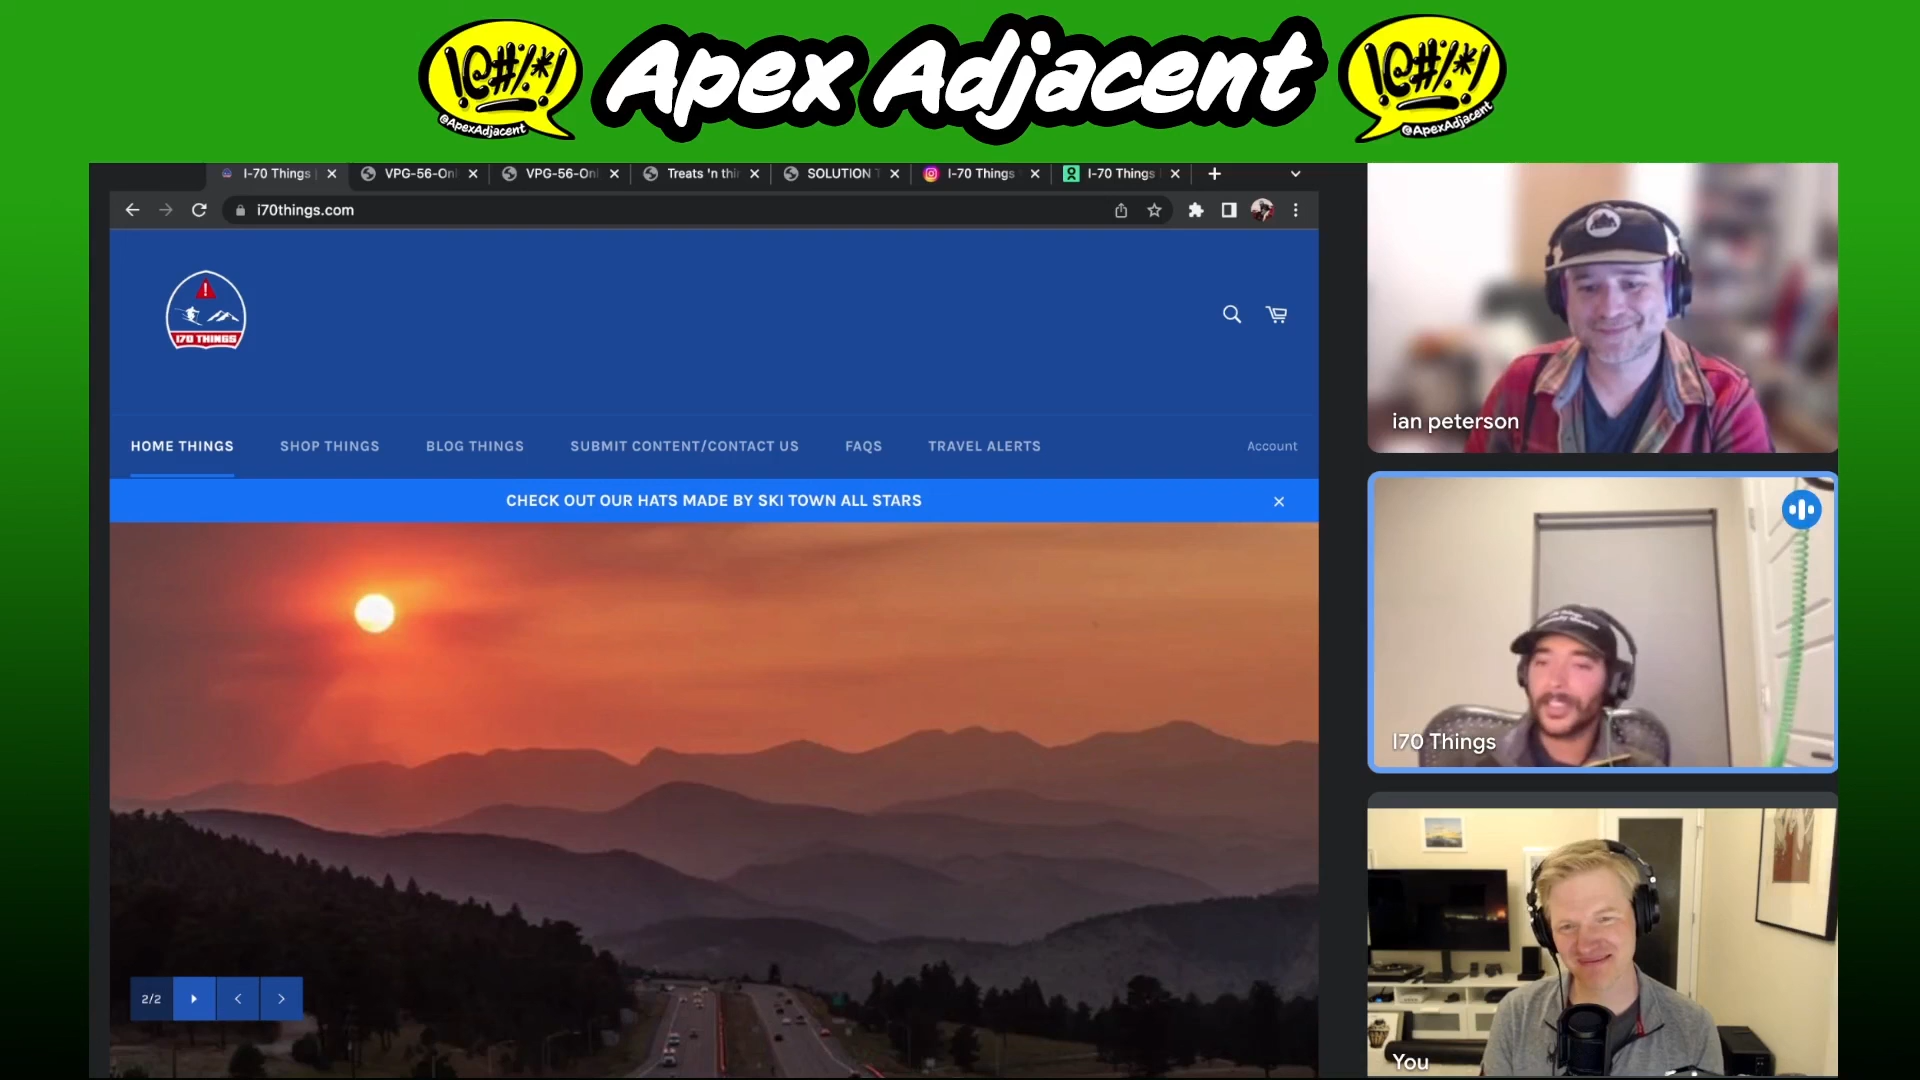 !@#/*!
@ApexAdjacent
Apex Adjacent
!@#/*!
@ApexAdjacent
I-70 Things
VPG-56-Onl
VPG-56-Onl
Treats 'n thin
SOLUTION
I-70 Things
I-70 Things
i70things.com
I70 THINGS
HOME THINGS
SHOP THINGS
BLOG THINGS
SUBMIT CONTENT/CONTACT US
FAQS
TRAVEL ALERTS
Account
CHECK OUT OUR HATS MADE BY SKI TOWN ALL STARS
2/2
ian peterson
I70 Things
You